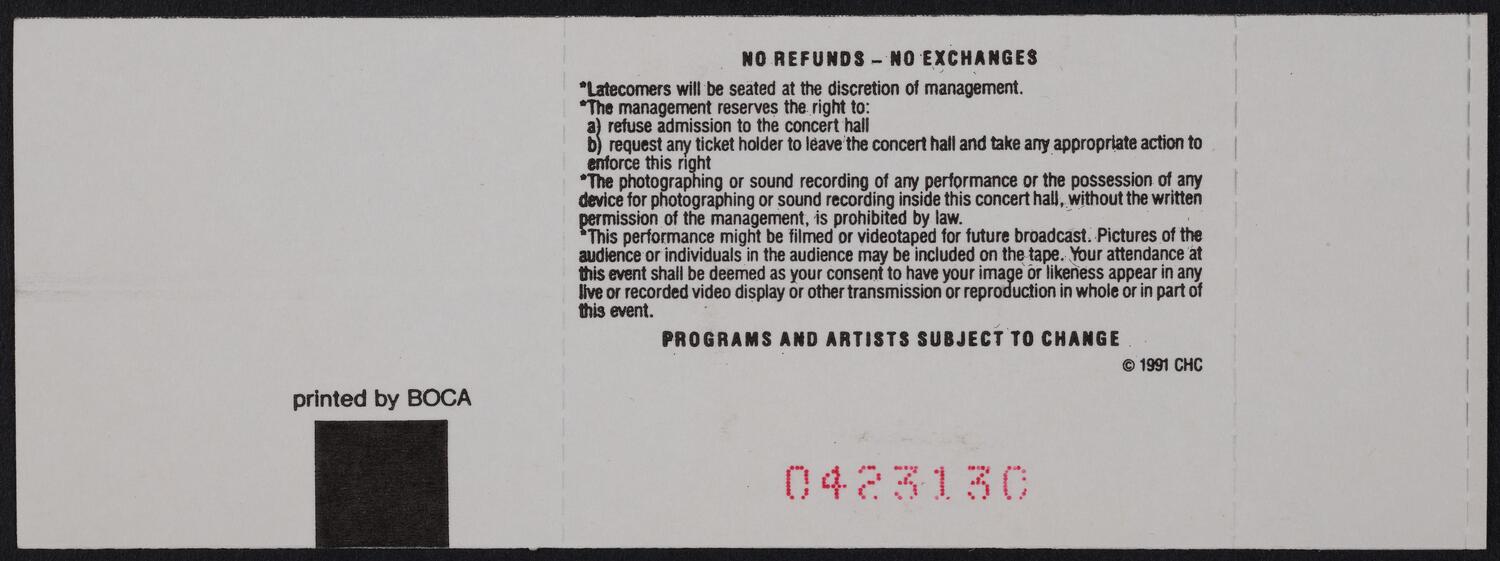 NO REFUNDS – NO EXCHANGES
*Latecomers will be seated at the discretion of management.
*The management reserves the right to:
a) refuse admission to the concert hall
b) request any ticket holder to leave the concert hall and take any appropriate action to
enforce this right
*The photographing or sound recording of any performance or the possession of any
device for photographing or sound recording inside this concert hall, without the written
permission of the management, is prohibited by law.
*This performance might be filmed or videotaped for future broadcast. Pictures of the
audience or individuals in the audience may be included on the tape. Your attendance at
this event shall be deemed as your consent to have your image or likeness appear in any
live or recorded video display or other transmission or reproduction in whole or in part of
this event.
PROGRAMS AND ARTISTS SUBJECT TO CHANGE
© 1991 CHC
printed by BOCA
0423130